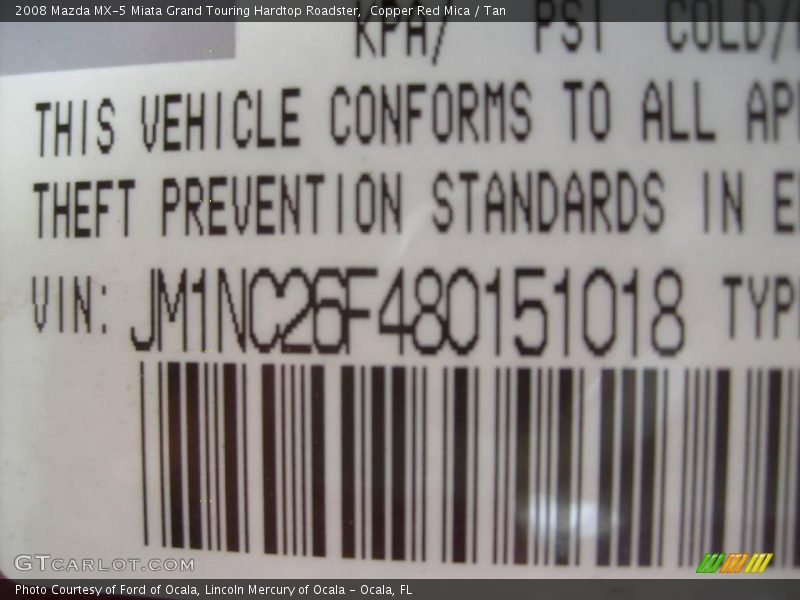 2008 Mazda MX-5 Miata Grand Touring Hardtop Roadster,  Copper Red Mica / Tan
KPA/ PSI COLD/
THIS VEHICLE CONFORMS TO ALL
THEFT PREVENTION STANDARDS IN
VIN: JM1NC26F480151018
GTCARLOT.COM
Photo Courtesy of Ford of Ocala, Lincoln Mercury of Ocala - Ocala, FL